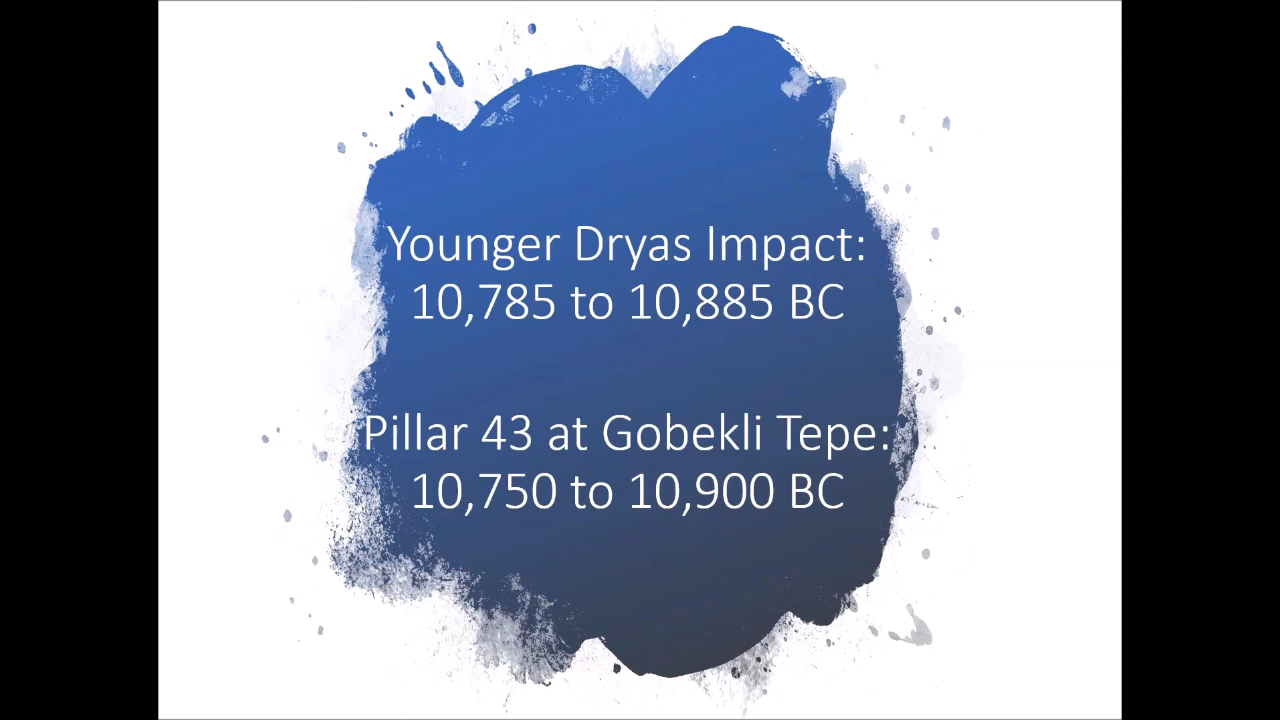 Younger Dryas Impact:
10,785 to 10,885 BC
Pillar 43 at Gobekli Tepe:
10,750 to 10,900 BC